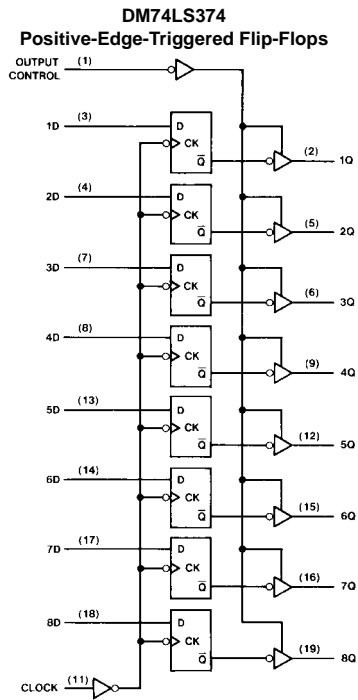 DM74LS374
Positive-Edge-Triggered Flip-Flops
OUTPUT CONTROL (1)
1D (3) D CK Q̅ (2) 1Q
2D (4) D CK Q̅ (5) 2Q
3D (7) D CK Q̅ (6) 3Q
4D (8) D CK Q̅ (9) 4Q
5D (13) D CK Q̅ (12) 5Q
6D (14) D CK Q̅ (15) 6Q
7D (17) D CK Q̅ (16) 7Q
8D (18) D CK Q̅ (19) 8Q
CLOCK (11)